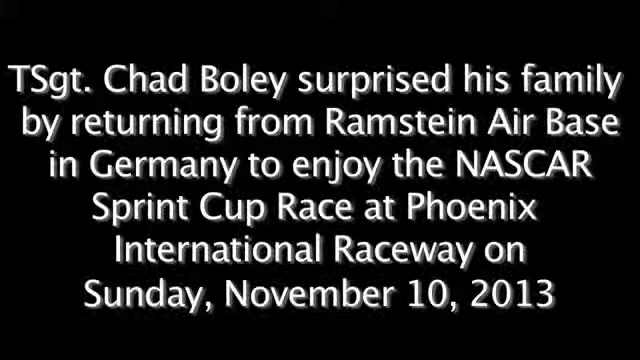 TSgt. Chad Boley surprised his family
by returning from Ramstein Air Base
in Germany to enjoy the NASCAR
Sprint Cup Race at Phoenix
International Raceway on
Sunday, November 10, 2013